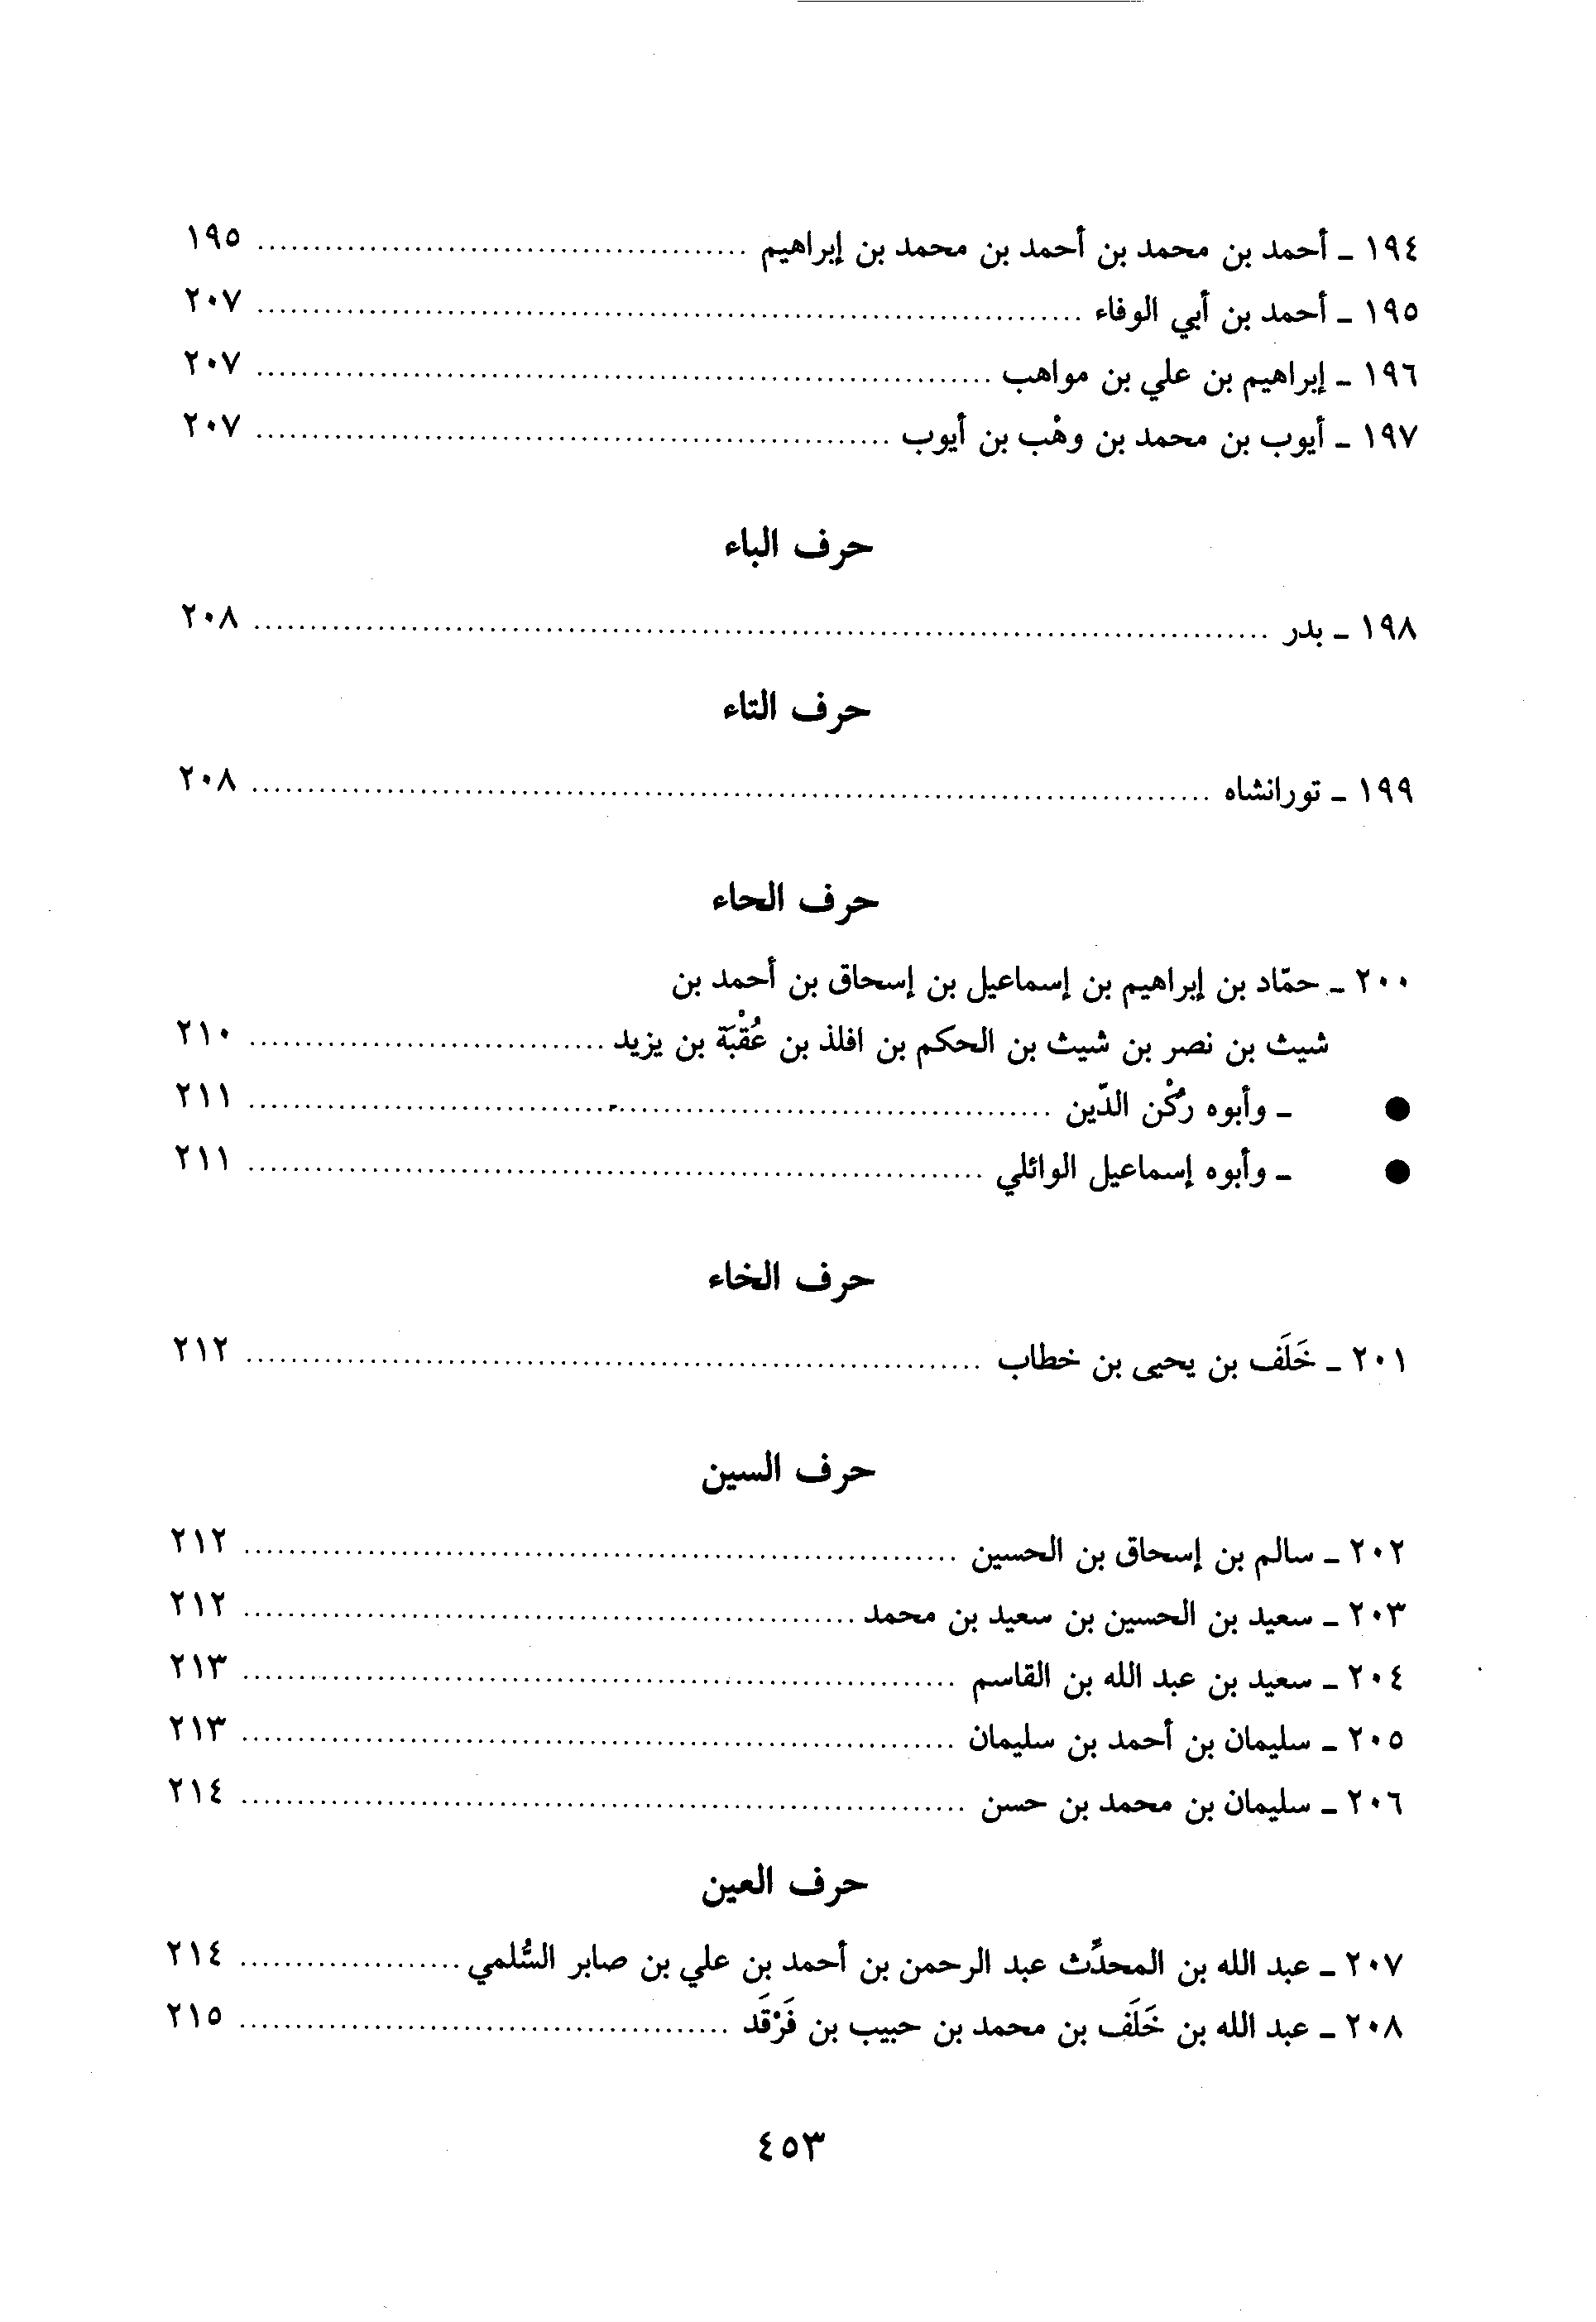 ١٩٤ ـ أحمد بن محمد بن أحمد بن محمد بن إبراهيم ........ ١٩٥
١٩٥ ـ أحمد بن أبي الوفاء ........ ٢٠٧
١٩٦ ـ إبراهيم بن علي بن مواهب ........ ٢٠٧
١٩٧ ـ أيوب بن محمد بن وهْب بن أيوب ........ ٢٠٧
حرف الباء
١٩٨ ـ بدر ........ ٢٠٨
حرف التاء
١٩٩ ـ تورانشاه ........ ٢٠٨
حرف الحاء
٢٠٠ ـ حمّاد بن إبراهيم بن إسماعيل بن إسحاق بن أحمد بن
شيث بن نصر بن شيث بن الحكم بن افلذ بن عُقْبَة بن يزيد ........ ٢١٠
● ـ وأبوه رُكْن الدّين ........ ٢١١
● ـ وأبوه إسماعيل الوائلي ........ ٢١١
حرف الخاء
٢٠١ ـ خَلَف بن يحيى بن خطاب ........ ٢١٢
حرف السين
٢٠٢ ـ سالم بن إسحاق بن الحسين ........ ٢١٢
٢٠٣ ـ سعيد بن الحسين بن سعيد بن محمد ........ ٢١٢
٢٠٤ ـ سعيد بن عبد الله بن القاسم ........ ٢١٣
٢٠٥ ـ سليمان بن أحمد بن سليمان ........ ٢١٣
٢٠٦ ـ سليمان بن محمد بن حسن ........ ٢١٤
حرف العين
٢٠٧ ـ عبد الله بن المحدِّث عبد الرحمن بن أحمد بن علي بن صابر السُّلمي ........ ٢١٤
٢٠٨ ـ عبد الله بن خَلَف بن محمد بن حبيب بن فَرْقَد ........ ٢١٥
٤٥٣